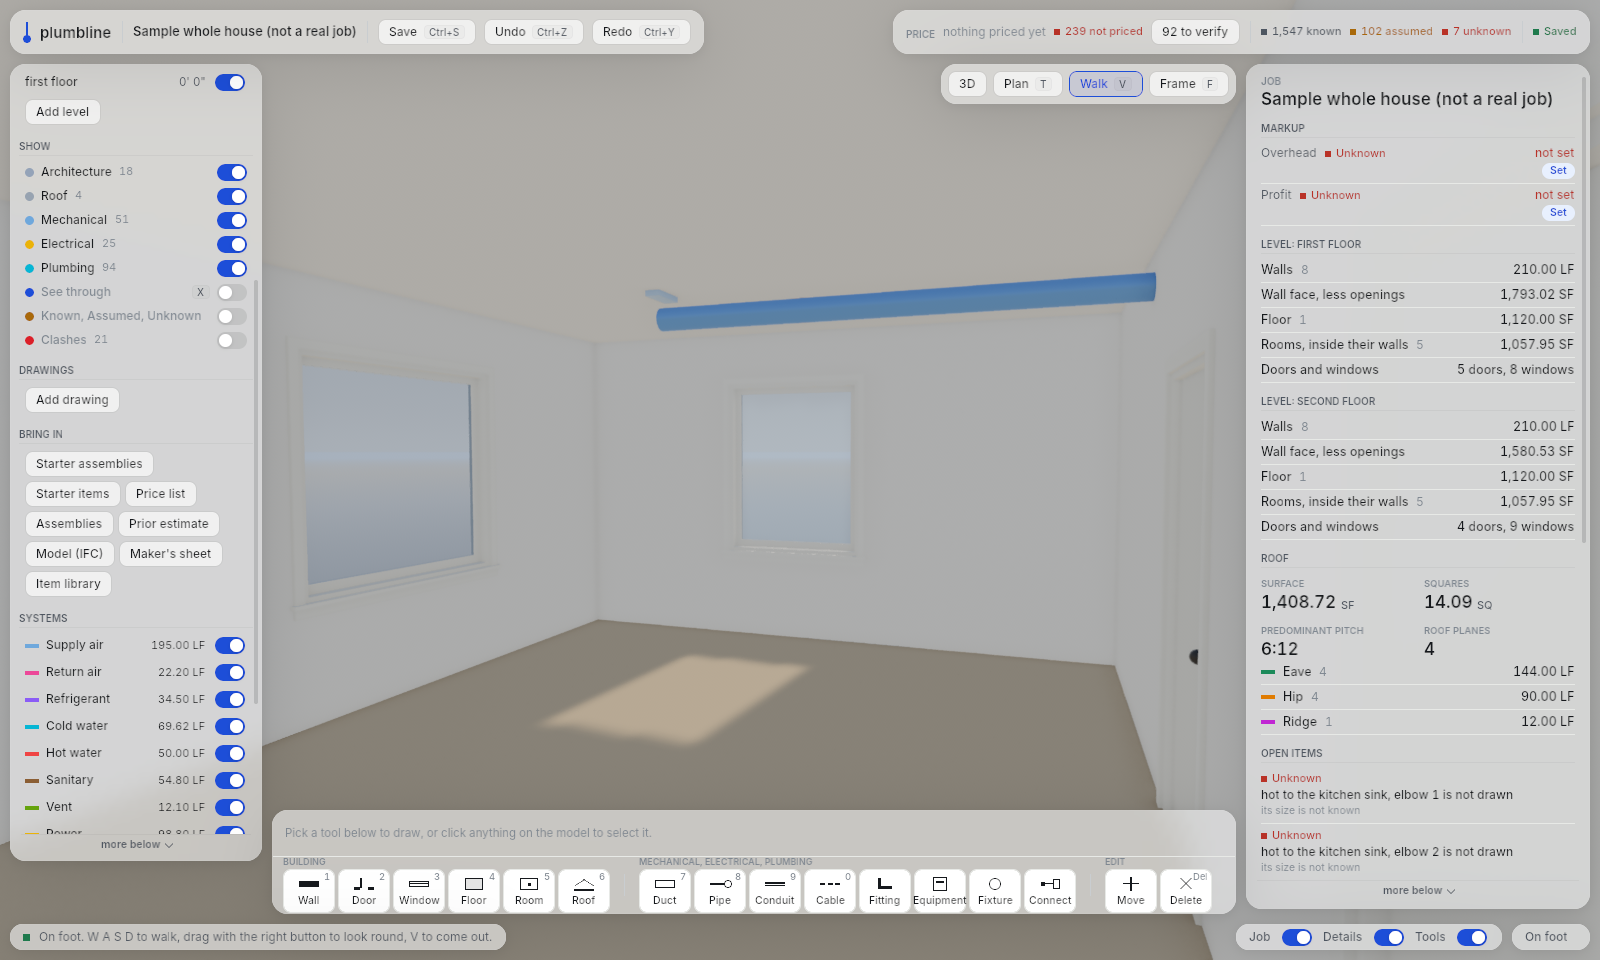 plumbline
Sample whole house (not a real job)
Save Ctrl+S
Undo Ctrl+Z
Redo Ctrl+Y
PRICE nothing priced yet 239 not priced 92 to verify 1,547 known 102 assumed 7 unknown Saved
3D
Plan T
Walk V
Frame F
first floor 0' 0"
Add level
SHOW
Architecture 18
Roof 4
Mechanical 51
Electrical 25
Plumbing 94
See through X
Known, Assumed, Unknown
Clashes 21
DRAWINGS
Add drawing
BRING IN
Starter assemblies
Starter items Price list
Assemblies Prior estimate
Model (IFC) Maker's sheet
Item library
SYSTEMS
Supply air 195.00 LF
Return air 22.20 LF
Refrigerant 34.50 LF
Cold water 69.62 LF
Hot water 50.00 LF
Sanitary 54.80 LF
Vent 12.10 LF
Power 98.80 LF
more below
Pick a tool below to draw, or click anything on the model to select it.
BUILDING
Wall 1
Door 2
Window 3
Floor 4
Room 5
Roof 6
MECHANICAL, ELECTRICAL, PLUMBING
Duct 7
Pipe 8
Conduit 9
Cable 0
Fitting
Equipment
Fixture
Connect
EDIT
Move
Delete Del
On foot. W A S D to walk, drag with the right button to look round, V to come out.
JOB
Sample whole house (not a real job)
MARKUP
Overhead Unknown not set
Set
Profit Unknown not set
Set
LEVEL: FIRST FLOOR
Walls 8 210.00 LF
Wall face, less openings 1,793.02 SF
Floor 1 1,120.00 SF
Rooms, inside their walls 5 1,057.95 SF
Doors and windows 5 doors, 8 windows
LEVEL: SECOND FLOOR
Walls 8 210.00 LF
Wall face, less openings 1,580.53 SF
Floor 1 1,120.00 SF
Rooms, inside their walls 5 1,057.95 SF
Doors and windows 4 doors, 9 windows
ROOF
SURFACE SQUARES
1,408.72 SF 14.09 SQ
PREDOMINANT PITCH ROOF PLANES
6:12 4
Eave 4 144.00 LF
Hip 4 90.00 LF
Ridge 1 12.00 LF
OPEN ITEMS
Unknown
hot to the kitchen sink, elbow 1 is not drawn
its size is not known
Unknown
hot to the kitchen sink, elbow 2 is not drawn
its size is not known
more below
Job Details Tools On foot